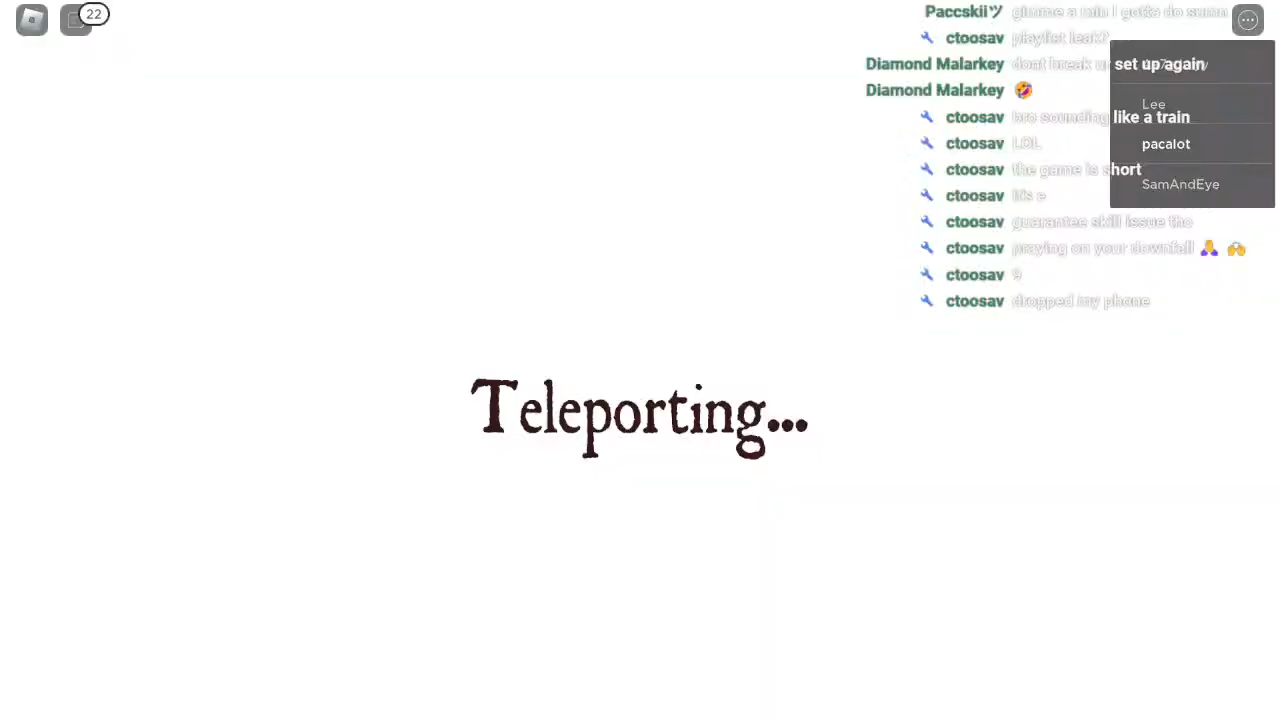 22
Paccskiiツ gimme a min I gotta do sumn
ctoosav playlist leak?
Diamond Malarkey dont break ur set up again
Diamond Malarkey 🤣
Lee
ctoosav bro sounding like a train
ctoosav LOL
pacalot
ctoosav the game is short
SamAndEye
ctoosav it's e
ctoosav guarantee skill issue tho
ctoosav praying on your downfall 🙏 🙌
ctoosav 9
ctoosav dropped my phone
Teleporting...